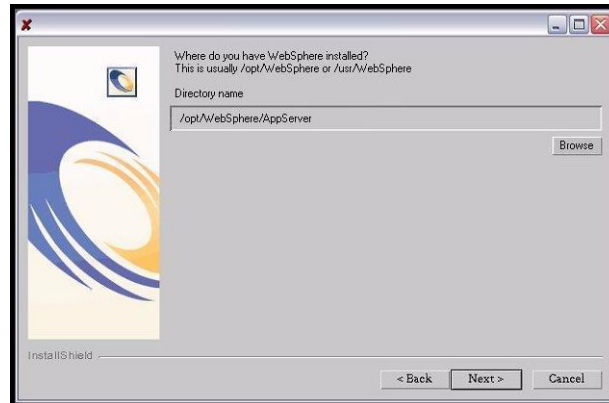 Where do you have WebSphere installed?
This is usually /opt/WebSphere or /usr/WebSphere
Directory name
/opt/WebSphere/AppServer
Browse
InstallShield
< Back Next > Cancel